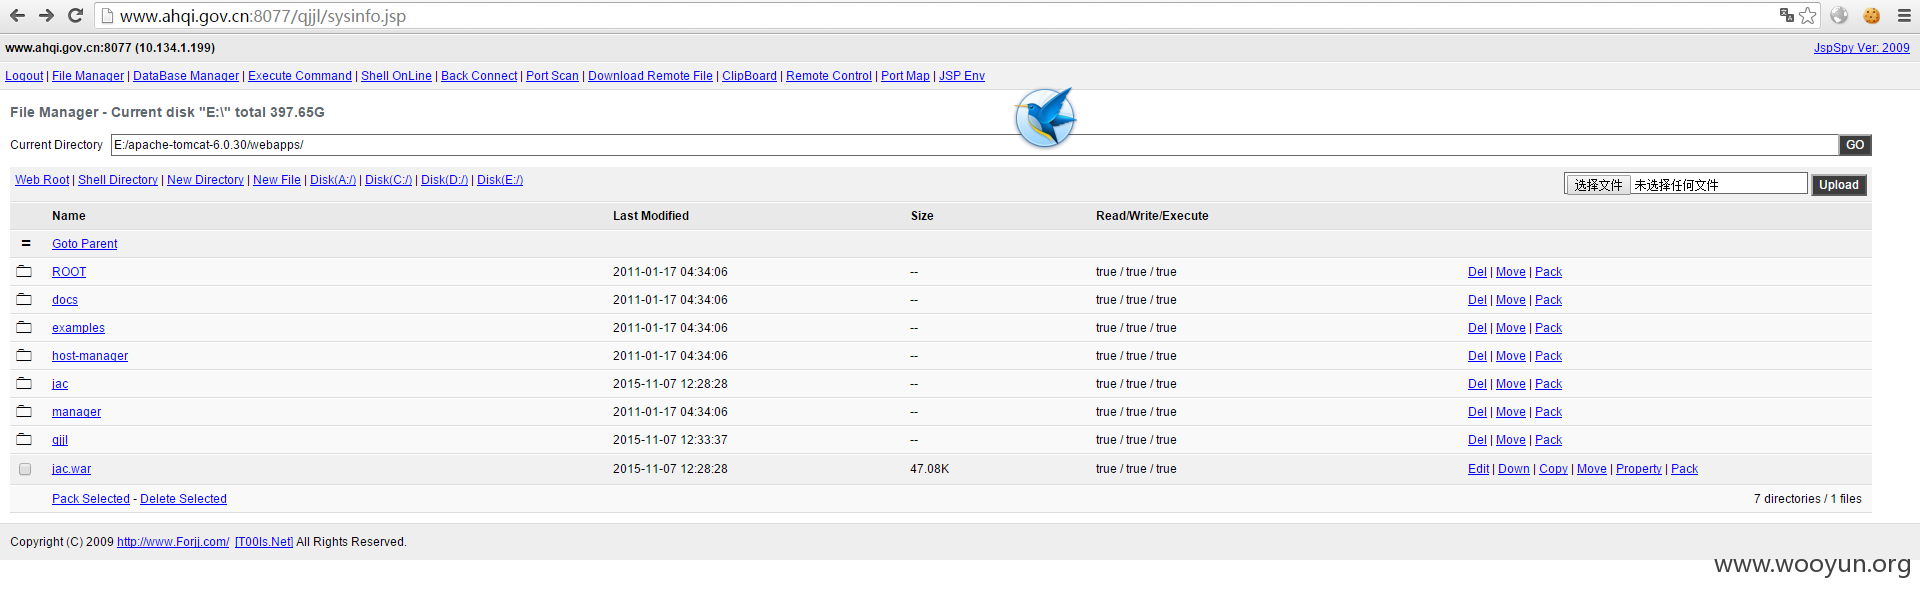 www.ahqi.gov.cn:8077/qjjl/sysinfo.jsp
www.ahqi.gov.cn:8077 (10.134.1.199) JspSpy Ver: 2009
Logout | File Manager | DataBase Manager | Execute Command | Shell OnLine | Back Connect | Port Scan | Download Remote File | ClipBoard | Remote Control | Port Map | JSP Env
File Manager - Current disk "E:\" total 397.65G
Current Directory E:/apache-tomcat-6.0.30/webapps/ GO
Web Root | Shell Directory | New Directory | New File | Disk(A:/) | Disk(C:/) | Disk(D:/) | Disk(E:/) 选择文件 未选择任何文件 Upload
Name Last Modified Size Read/Write/Execute
= Goto Parent
ROOT 2011-01-17 04:34:06 -- true / true / true Del | Move | Pack
docs 2011-01-17 04:34:06 -- true / true / true Del | Move | Pack
examples 2011-01-17 04:34:06 -- true / true / true Del | Move | Pack
host-manager 2011-01-17 04:34:06 -- true / true / true Del | Move | Pack
jac 2015-11-07 12:28:28 -- true / true / true Del | Move | Pack
manager 2011-01-17 04:34:06 -- true / true / true Del | Move | Pack
qjjl 2015-11-07 12:33:37 -- true / true / true Del | Move | Pack
jac.war 2015-11-07 12:28:28 47.08K true / true / true Edit | Down | Copy | Move | Property | Pack
Pack Selected - Delete Selected 7 directories / 1 files
Copyright (C) 2009 http://www.Forjj.com/ [T00ls.Net] All Rights Reserved.
www.wooyun.org